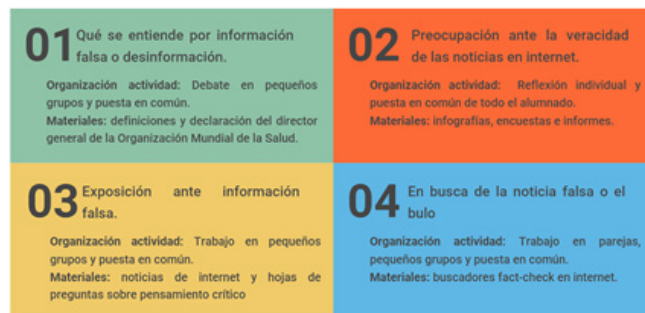 01 Qué se entiende por información
falsa o desinformación.
Organización actividad: Debate en pequeños
grupos y puesta en común.
Materiales: definiciones y declaración del director
general de la Organización Mundial de la Salud.
02 Preocupación ante la veracidad
de las noticias en internet.
Organización actividad: Reflexión individual y
puesta en común de todo el alumnado.
Materiales: infografías, encuestas e informes.
03 Exposición ante información
falsa.
Organización actividad: Trabajo en pequeños
grupos y puesta en común.
Materiales: noticias de internet y hojas de
preguntas sobre pensamiento crítico
04 En busca de la noticia falsa o el
bulo
Organización actividad: Trabajo en parejas,
pequeños grupos y puesta en común.
Materiales: buscadores fact-check en internet.